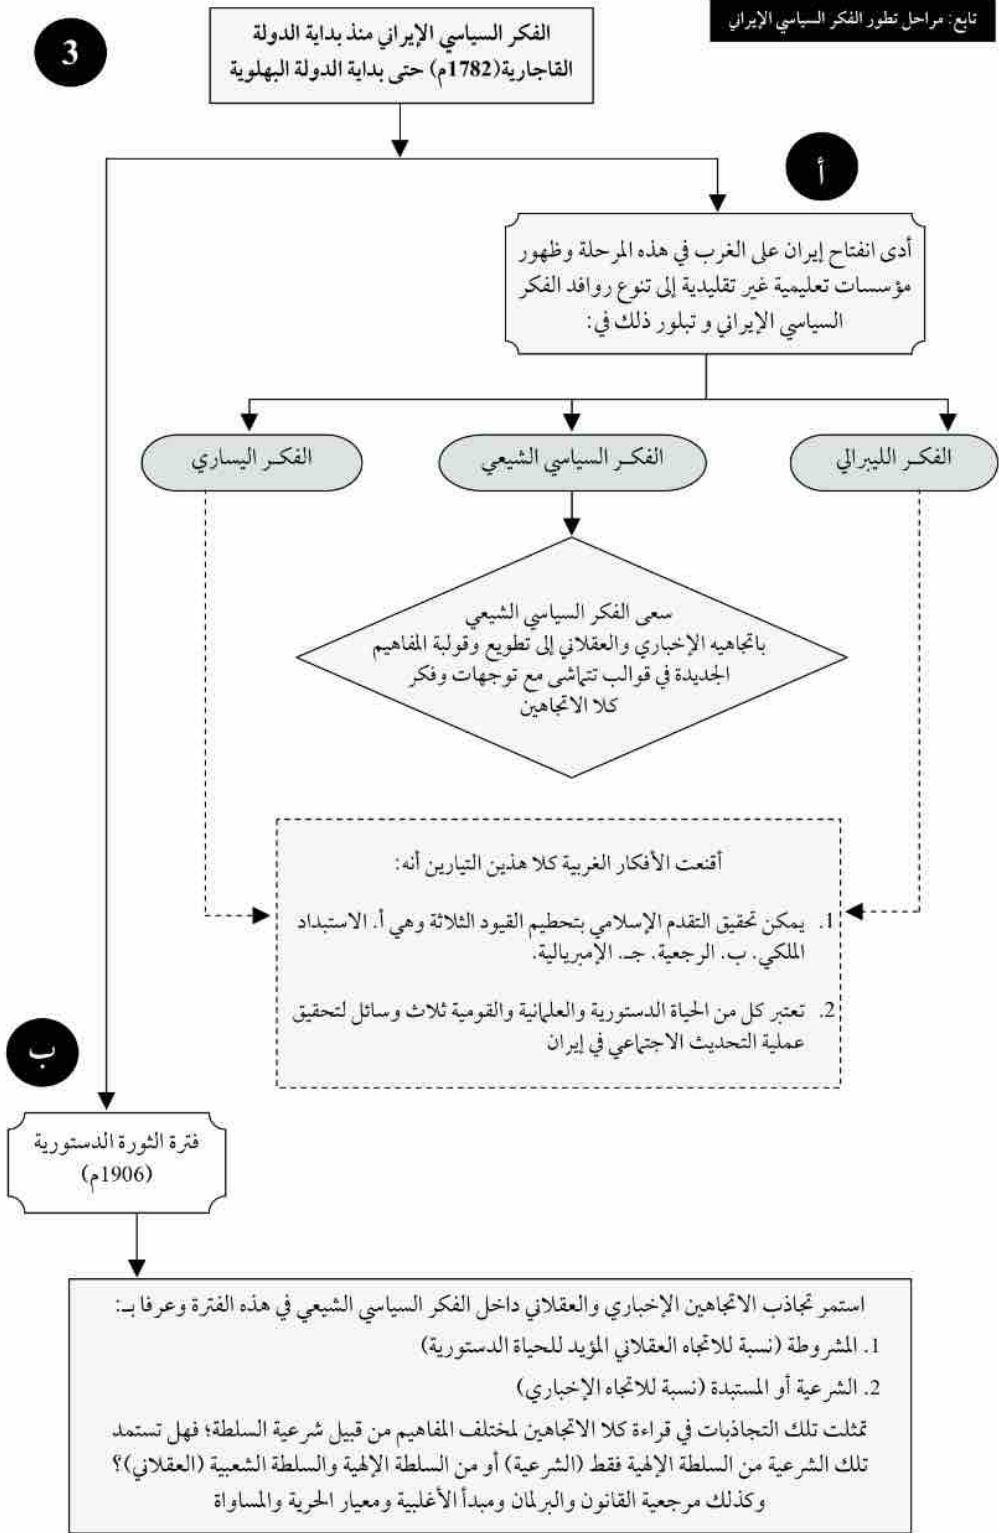 تابع: مراحل تطور الفكر السياسي الإيراني
3
الفكر السياسي الإيراني منذ بداية الدولة
القاجارية(1782م) حتى بداية الدولة البهلوية
أ
أدى انفتاح إيران على الغرب في هذه المرحلة وظهور
مؤسسات تعليمية غير تقليدية إلى تنوع روافد الفكر
السياسي الإيراني و تبلور ذلك في:
الفكر الليبرالي
الفكر السياسي الشيعي
الفكر اليساري
سعى الفكر السياسي الشيعي
باتجاهيه الإخباري والعقلاني إلى تطويع وقولبة المفاهيم
الجديدة في قوالب تتماشى مع توجهات وفكر
كلا الاتجاهين
أقنعت الأفكار الغربية كلا هذين التيارين أنه:
1. يمكن تحقيق التقدم الإسلامي بتحطيم القيود الثلاثة وهي أ. الاستبداد
الملكي. ب. الرجعية. جـ. الإمبريالية.
2. تعتبر كل من الحياة الدستورية والعلمانية والقومية ثلاث وسائل لتحقيق
عملية التحديث الاجتماعي في إيران
ب
فترة الثورة الدستورية
(1906م)
استمر تجاذب الاتجاهين الإخباري والعقلاني داخل الفكر السياسي الشيعي في هذه الفترة وعرفا بــ:
1. المشروطة (نسبة للاتجاه العقلاني المؤيد للحياة الدستورية)
2. الشرعية أو المستبدة (نسبة للاتجاه الإخباري)
تمثلت تلك التجاذبات في قراءة كلا الاتجاهين لمختلف المفاهيم من قبيل شرعية السلطة؛ فهل تستمد
تلك الشرعية من السلطة الإلهية فقط (الشرعية) أو من السلطة الإلهية والسلطة الشعبية (العقلاني)؟
وكذلك مرجعية القانون والبرلمان ومبدأ الأغلبية ومعيار الحرية والمساواة